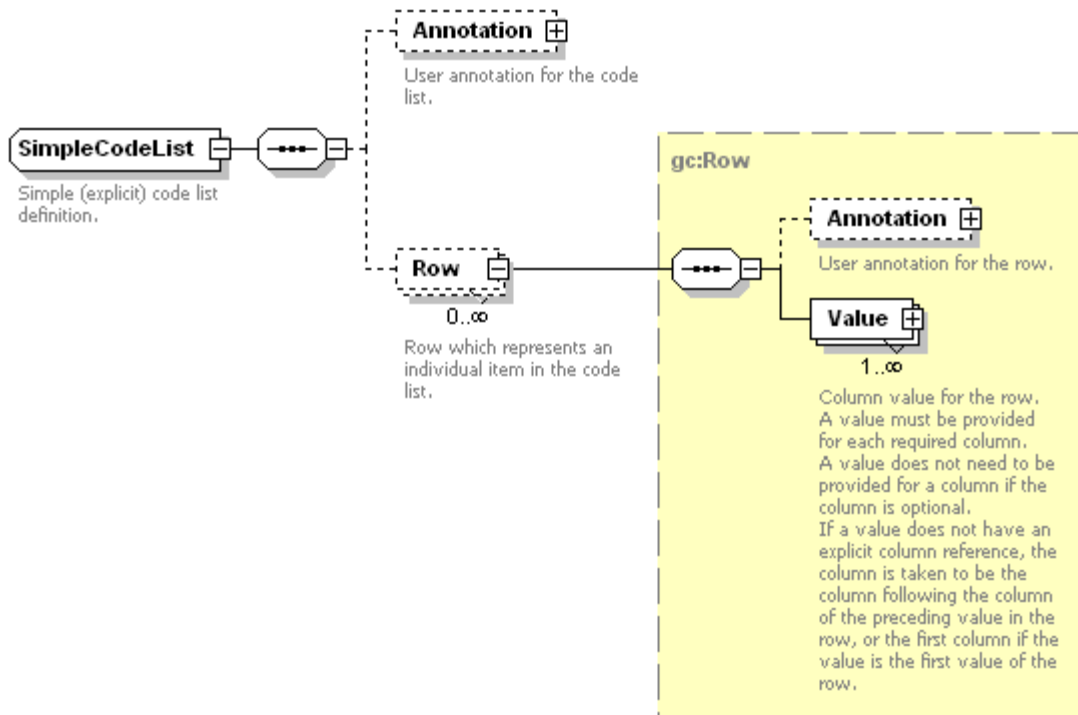 Annotation
User annotation for the code
list.
SimpleCodeList
Simple (explicit) code list
definition.
Row
0..∞
Row which represents an
individual item in the code
list.
gc:Row
Annotation
User annotation for the row.
Value
1..∞
Column value for the row.
A value must be provided
for each required column.
A value does not need to be
provided for a column if the
column is optional.
If a value does not have an
explicit column reference, the
column is taken to be the
column following the column
of the preceding value in the
row, or the first column if the
value is the first value of the
row.